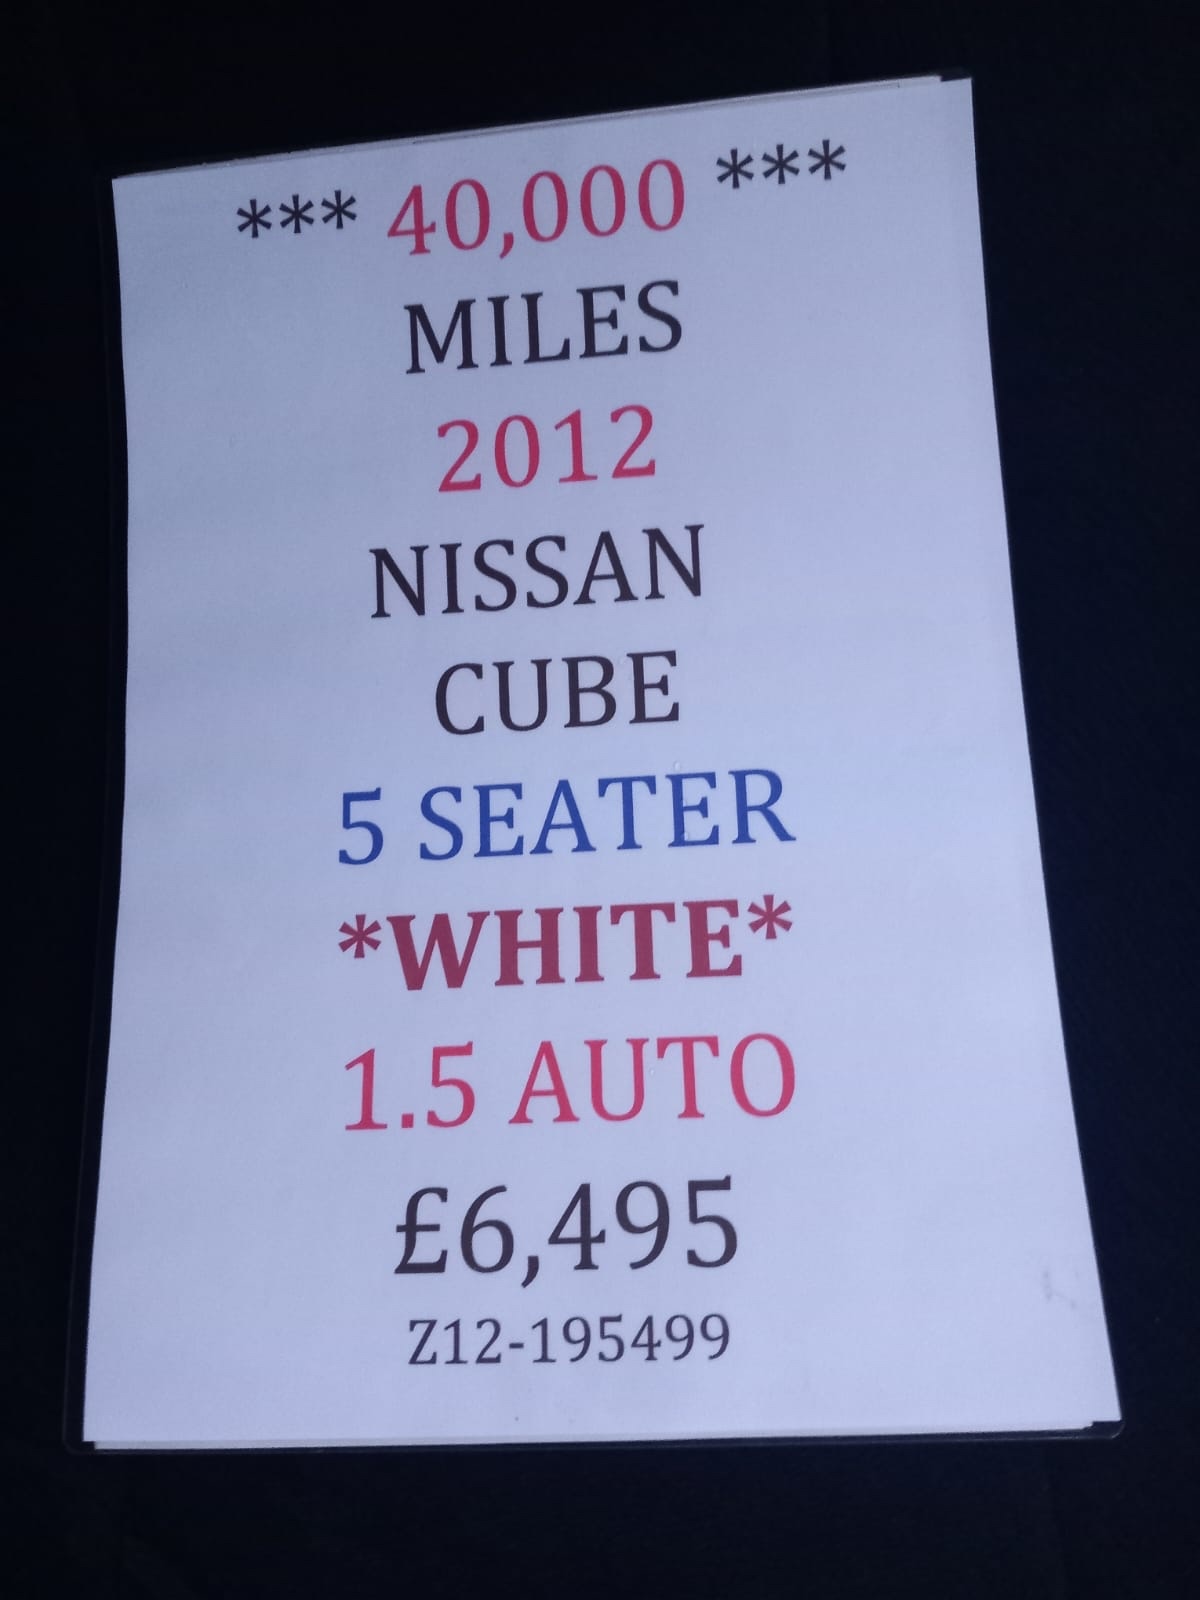 *** 40,000 ***
MILES
2012
NISSAN
CUBE
5 SEATER
*WHITE*
1.5 AUTO
£6,495
Z12-195499